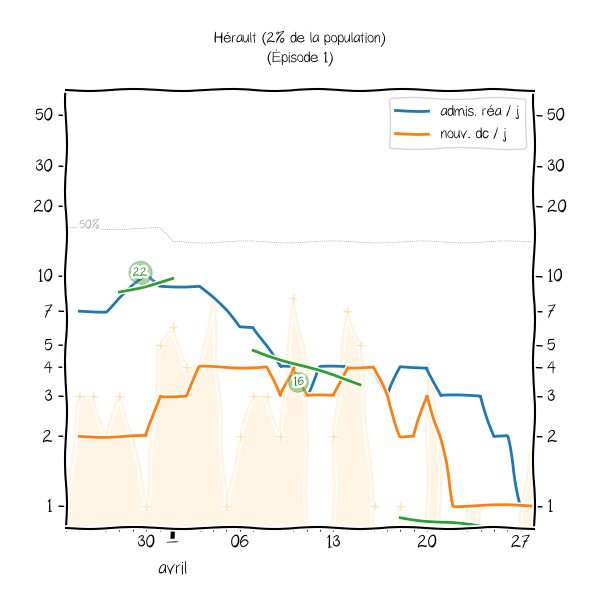 Hérault (2% de la population)
(Épisode 1)
admis. réa / j
nouv. dc / j
50 50
30 30
20 20
50%
10 10
22
7 7
5 5
4 4
16
3 3
2 2
1 1
30 1 06 13 20 27
avril